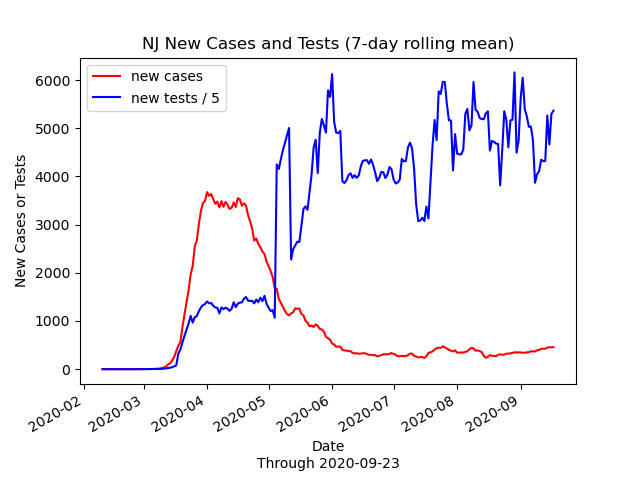 NJ New Cases and Tests (7-day rolling mean)
new cases
new tests / 5
New Cases or Tests
6000
5000
4000
3000
2000
1000
0
2020-02
2020-03
2020-04
2020-05
2020-06
2020-07
2020-08
2020-09
Date
Through 2020-09-23